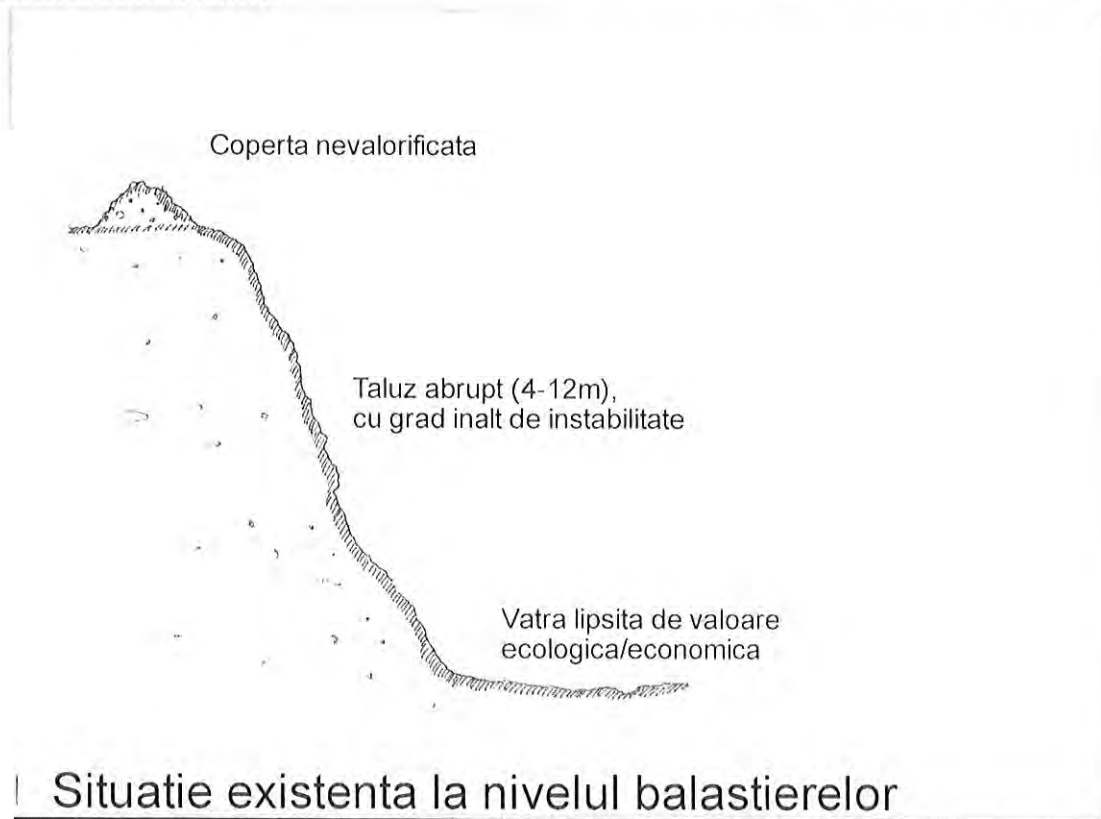 Coperta nevalorificata
Taluz abrupt (4-12m),
cu grad inalt de instabilitate
Vatra lipsita de valoare
ecologica/economica
Situatie existenta la nivelul balastierelor